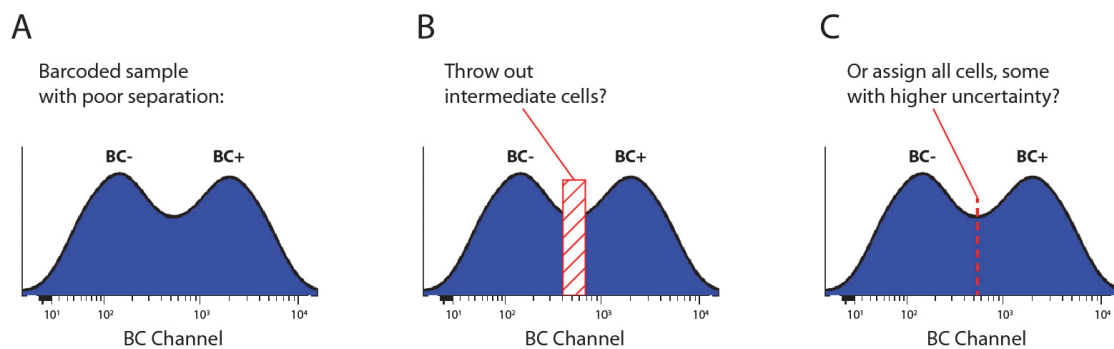 A
Barcoded sample
with poor separation:
BC-
BC+
10¹
10²
10³
10⁴
BC Channel
B
Throw out
intermediate cells?
BC-
BC+
10¹
10²
10³
10⁴
BC Channel
C
Or assign all cells, some
with higher uncertainty?
BC-
BC+
10¹
10²
10³
10⁴
BC Channel